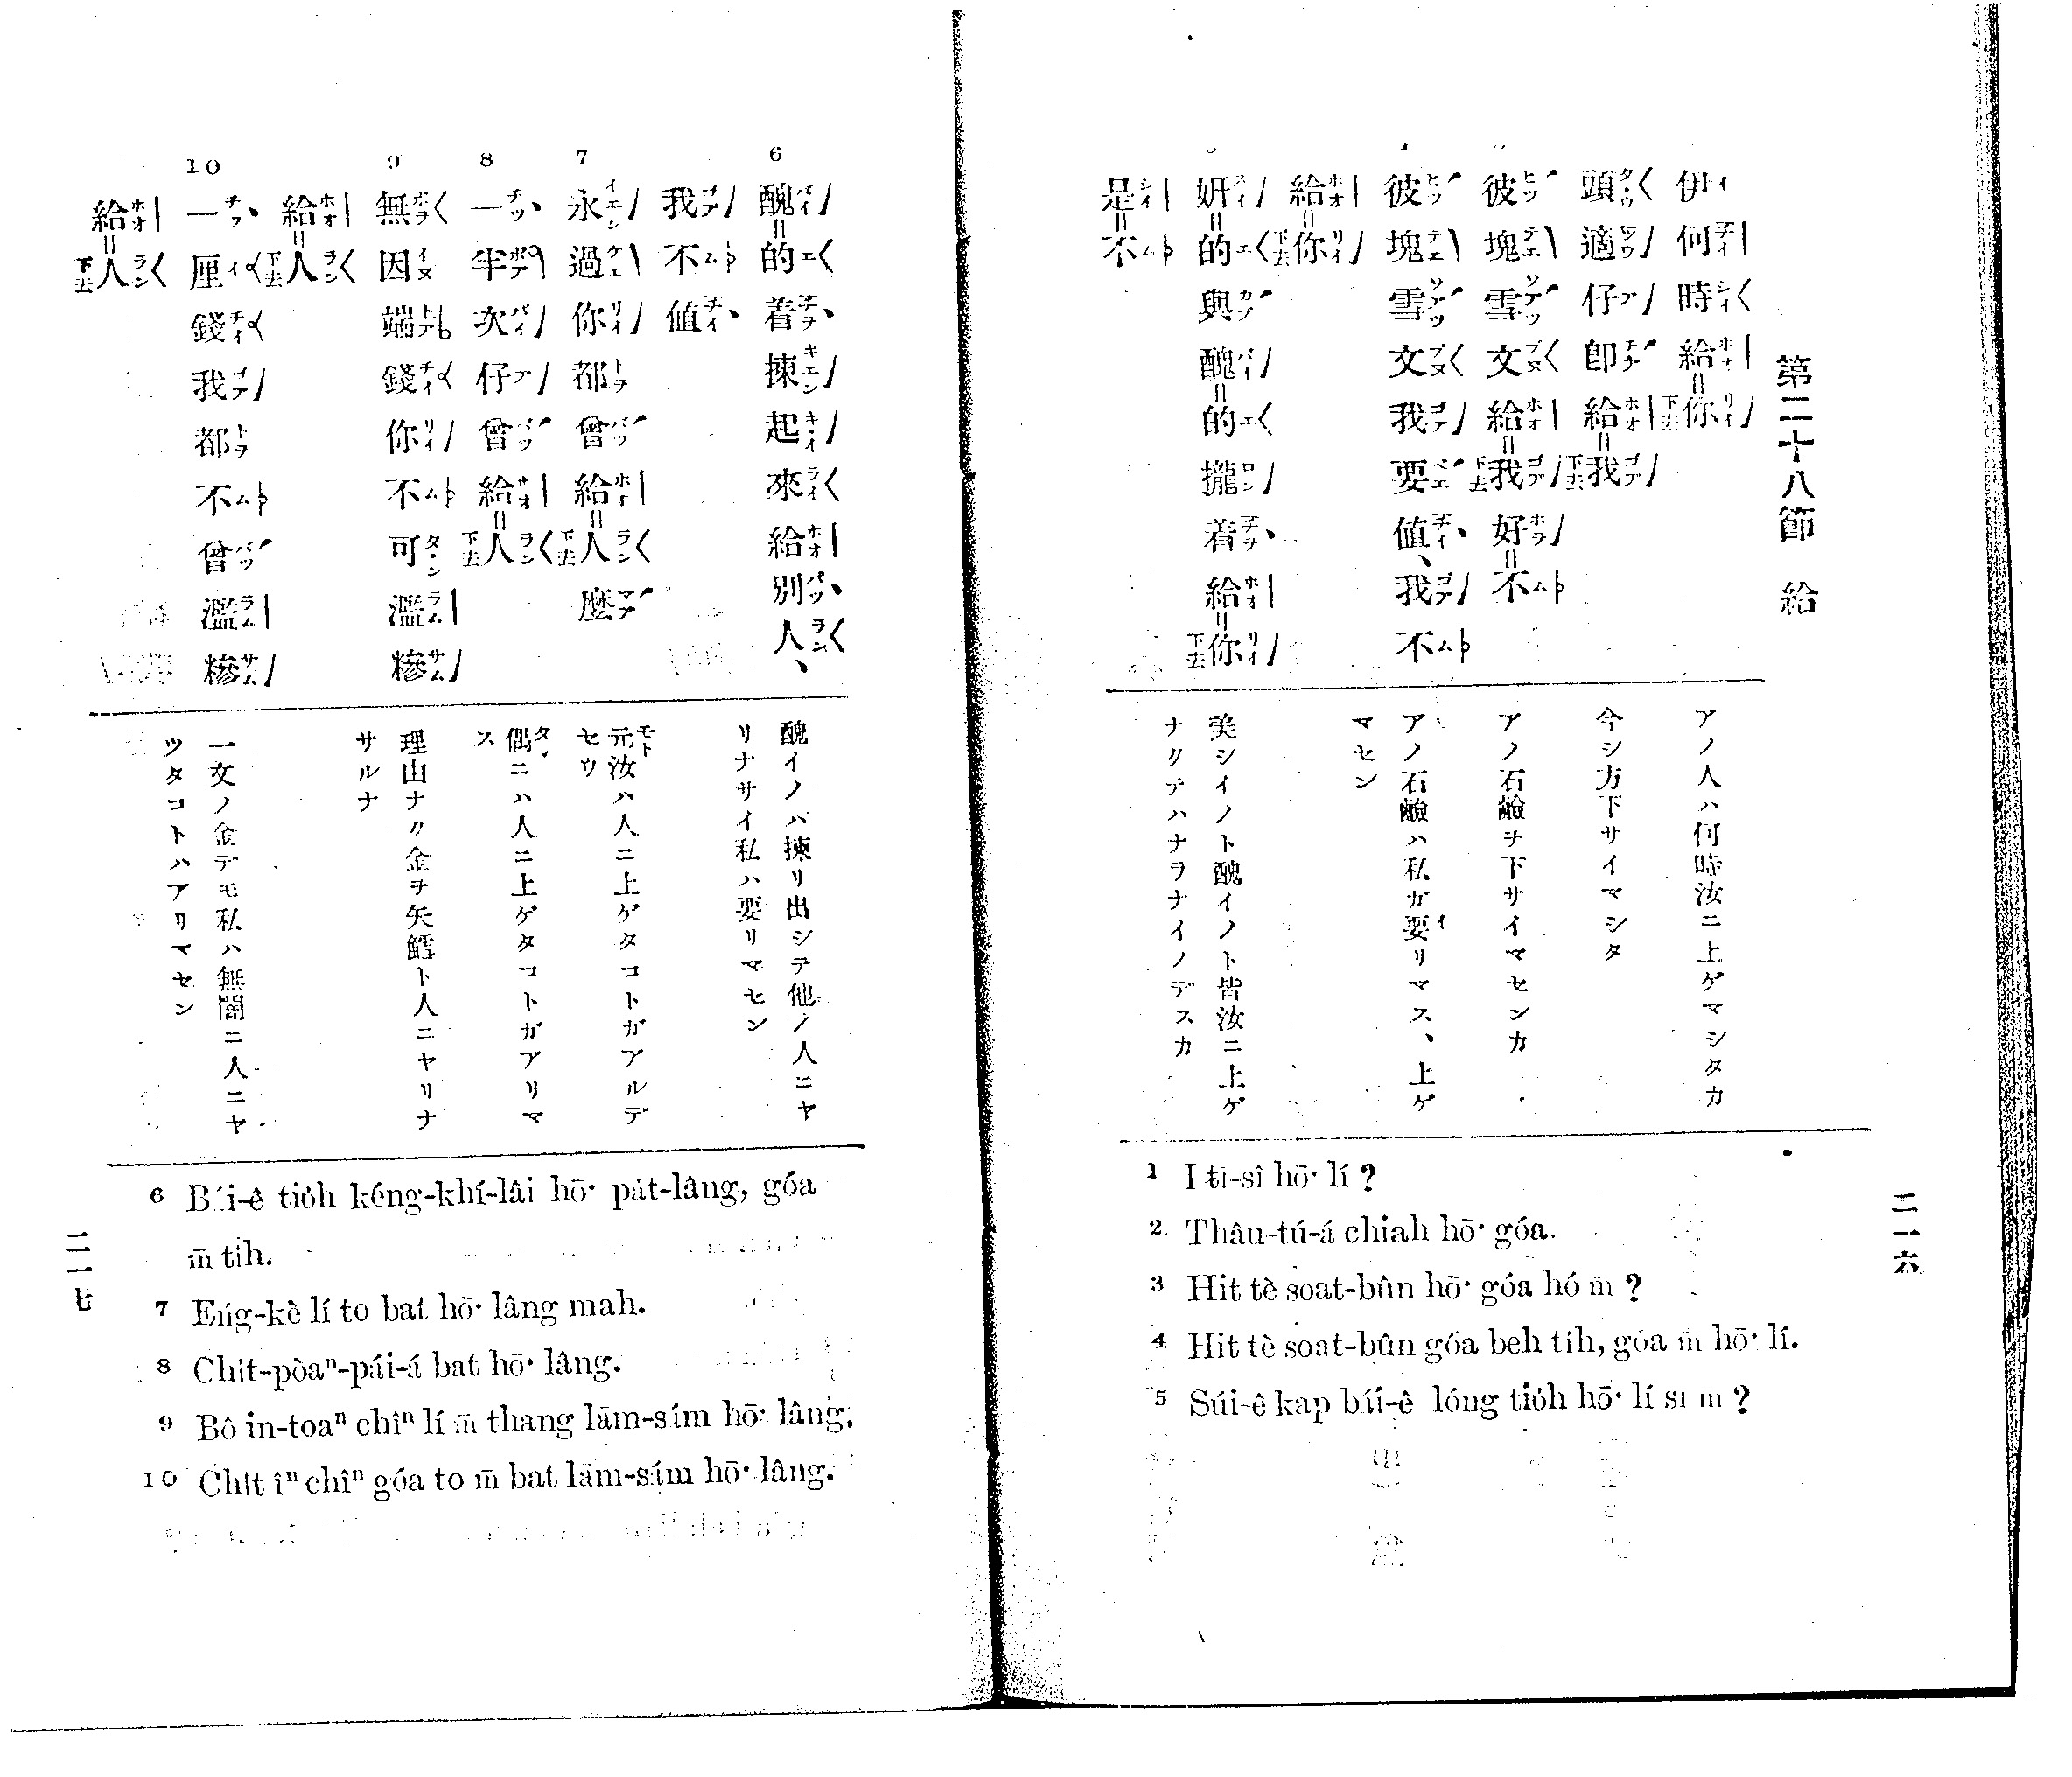 第二十八節 給
伊何時給你
頭適仔卽給我
彼塊雪文給我好不
彼塊雪文我要値、我不
給你
妍的與醜的攏着給你
是不
アノ人ハ何時汝ニ上ゲマシタカ
今シ方下サイマシタ
アノ石鹼ヲ下サイマセンカ
アノ石鹼ハ私ガ要リマス、上ゲ
マセン
美シイノト醜イノト皆汝ニ上ゲ
ナクテハナラナイノデスカ
1 I tī-sî hō͘ lí ?
2 Thâu-tú-á chiah hō͘ góa.
3 Hit tè soat-bûn hō͘ góa hó m̄ ?
4 Hit tè soat-bûn góa beh tih, góa m̄ hō͘ lí.
5 Súi-ê kap bái-ê lóng tio̍h hō͘ lí sī m̄ ?
二一六
6 醜的着揀起來給別人、
我不値
7 永過你都曾給人麼
8 一半次仔曾給人
9 無因端錢你不可濫糝
給人
10 一厘錢我都不曾濫糝
給人
醜イノハ揀リ出シテ他ノ人ニヤ
リナサイ私ハ要リマセン
元汝ハ人ニ上ゲタコトガアルデ
セウ
偶ニハ人ニ上ゲタコトガアリマ
ス
理由ナク金ヲ矢鱈ト人ニヤリナ
サルナ
一文ノ金デモ私ハ無闇ニ人ニヤ
ツタコトハアリマセン
6 Bái-ê tio̍h kéng-khí-lâi hō͘ pa̍t-lâng, góa
m̄ tih.
7 Eńg-kè lí to bat hō͘ lâng mah.
8 Chi̍t-pòaⁿ-pái-á bat hō͘ lâng.
9 Bô in-toaⁿ chîⁿ lí m̄ thang lām-sám hō͘ lâng.
10 Chi̍t îⁿ chîⁿ góa to m̄ bat lām-sám hō͘ lâng.
二一七